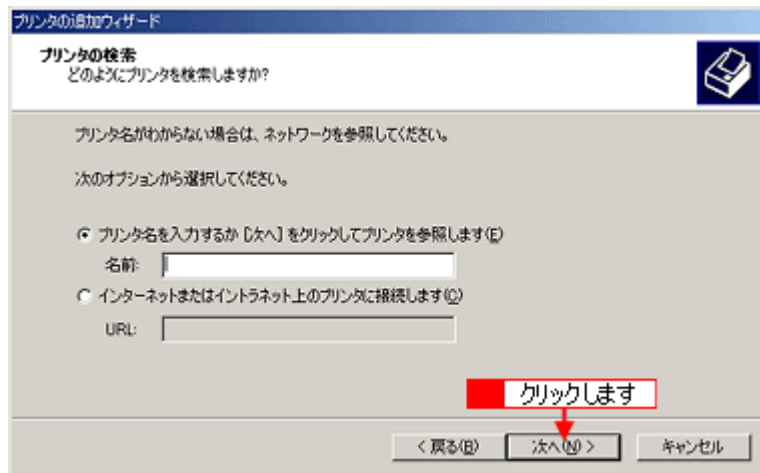 プリンタの追加ウィザード
プリンタの検索
どのようにプリンタを検索しますか?
プリンタ名がわからない場合は、ネットワークを参照してください。
次のオプションから選択してください。
プリンタ名を入力するか [次へ] をクリックしてプリンタを参照します(E)
名前:
インターネットまたはイントラネット上のプリンタに接続します(C)
URL:
クリックします
< 戻る(B) 次へ(N) > キャンセル